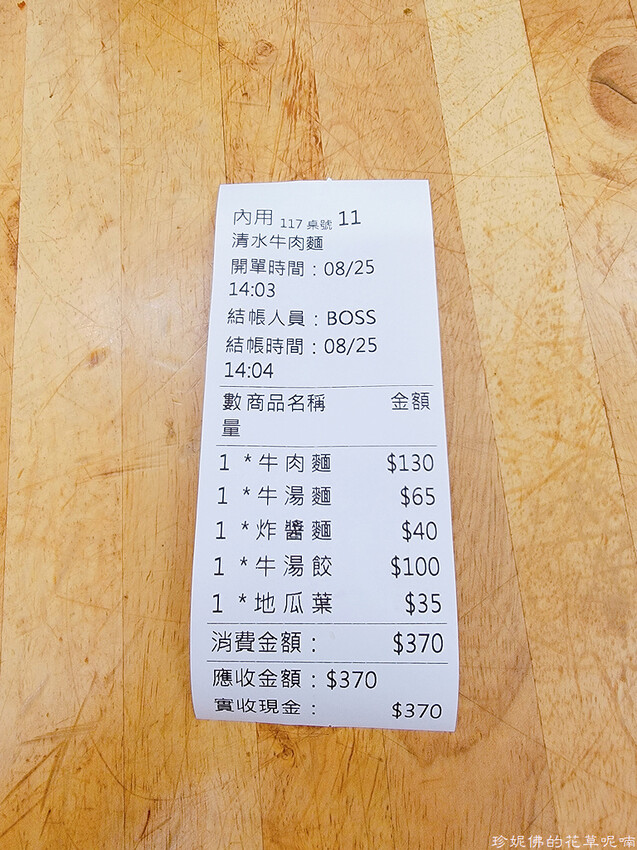 內用 117 桌號 11
清水牛肉麵
開單時間：08/25
14:03
結帳人員：BOSS
結帳時間：08/25
14:04
數商品名稱 金額
量
1 *牛肉麵 $130
1 *牛湯麵 $65
1 *炸醬麵 $40
1 *牛湯餃 $100
1 *地瓜葉 $35
消費金額： $370
應收金額：$370
實收現金： $370
珍妮佛的花草呢喃